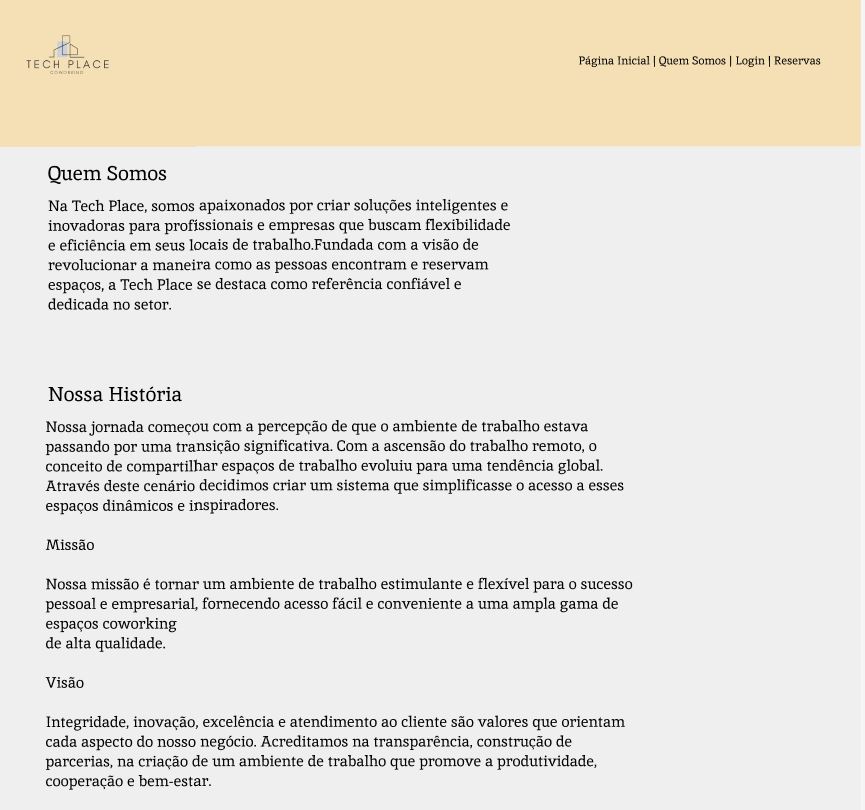 TECH PLACE
COWORKING
Página Inicial | Quem Somos | Login | Reservas
Quem Somos
Na Tech Place, somos apaixonados por criar soluções inteligentes e
inovadoras para profissionais e empresas que buscam flexibilidade
e eficiência em seus locais de trabalho.Fundada com a visão de
revolucionar a maneira como as pessoas encontram e reservam
espaços, a Tech Place se destaca como referência confiável e
dedicada no setor.
Nossa História
Nossa jornada começou com a percepção de que o ambiente de trabalho estava
passando por uma transição significativa. Com a ascensão do trabalho remoto, o
conceito de compartilhar espaços de trabalho evoluiu para uma tendência global.
Através deste cenário decidimos criar um sistema que simplificasse o acesso a esses
espaços dinâmicos e inspiradores.
Missão
Nossa missão é tornar um ambiente de trabalho estimulante e flexível para o sucesso
pessoal e empresarial, fornecendo acesso fácil e conveniente a uma ampla gama de
espaços coworking
de alta qualidade.
Visão
Integridade, inovação, excelência e atendimento ao cliente são valores que orientam
cada aspecto do nosso negócio. Acreditamos na transparência, construção de
parcerias, na criação de um ambiente de trabalho que promove a produtividade,
cooperação e bem-estar.